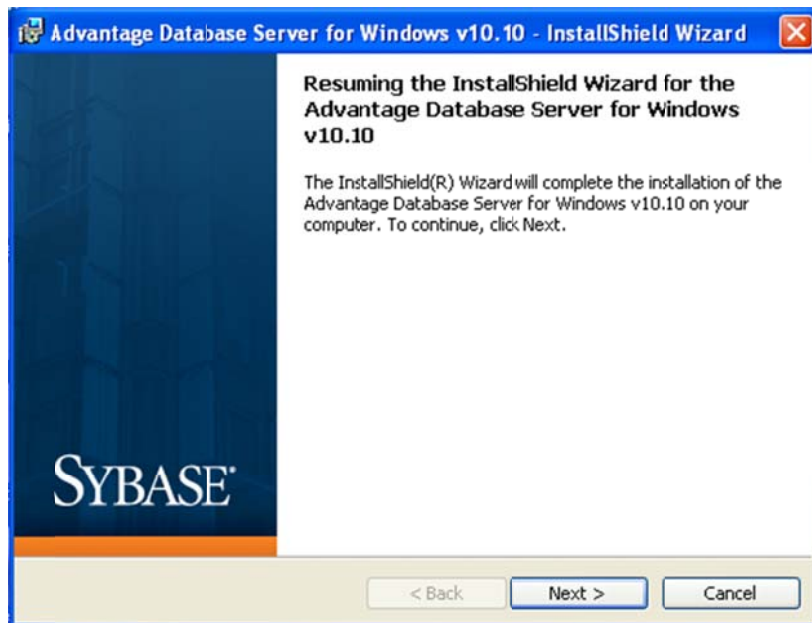 Advantage Database Server for Windows v10.10 - InstallShield Wizard
Resuming the InstallShield Wizard for the
Advantage Database Server for Windows
v10.10
The InstallShield(R) Wizard will complete the installation of the
Advantage Database Server for Windows v10.10 on your
computer. To continue, click Next.
SYBASE®
< Back
Next >
Cancel